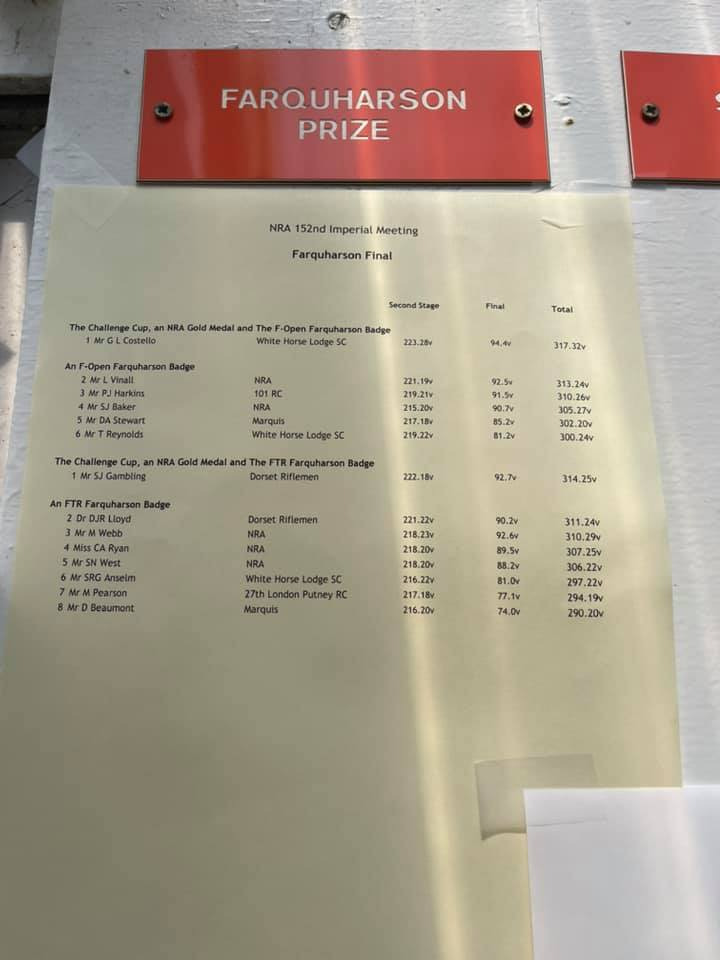 FARQUHARSON
PRIZE
NRA 152nd Imperial Meeting
Farquharson Final
Second Stage Final Total
The Challenge Cup, an NRA Gold Medal and The F-Open Farquharson Badge
1 Mr G L Costello White Horse Lodge SC 223.28v 94.4v 317.32v
An F-Open Farquharson Badge
2 Mr L Vinall NRA 221.19v 92.5v 313.24v
3 Mr PJ Harkins 101 RC 219.21v 91.5v 310.26v
4 Mr SJ Baker NRA 215.20v 90.7v 305.27v
5 Mr DA Stewart Marquis 217.18v 85.2v 302.20v
6 Mr T Reynolds White Horse Lodge SC 219.22v 81.2v 300.24v
The Challenge Cup, an NRA Gold Medal and The FTR Farquharson Badge
1 Mr SJ Gambling Dorset Riflemen 222.18v 92.7v 314.25v
An FTR Farquharson Badge
2 Dr DJR Lloyd Dorset Riflemen 221.22v 90.2v 311.24v
3 Mr M Webb NRA 218.23v 92.6v 310.29v
4 Miss CA Ryan NRA 218.20v 89.5v 307.25v
5 Mr SN West NRA 218.20v 88.2v 306.22v
6 Mr SRG Anselm White Horse Lodge SC 216.22v 81.0v 297.22v
7 Mr M Pearson 27th London Putney RC 217.18v 77.1v 294.19v
8 Mr D Beaumont Marquis 216.20v 74.0v 290.20v